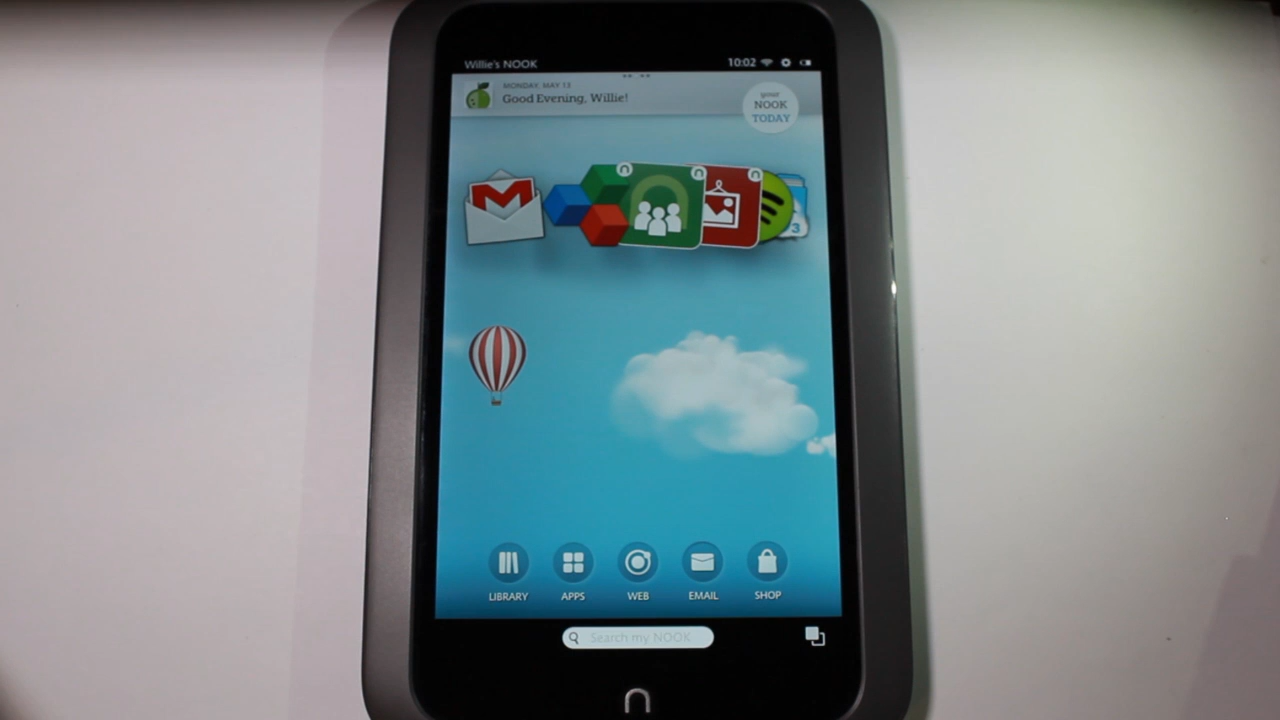 Willie's NOOK
10:02
MONDAY, MAY 13
Good Evening, Willie!
your
NOOK
TODAY
3
LIBRARY
APPS
WEB
EMAIL
SHOP
Search my NOOK